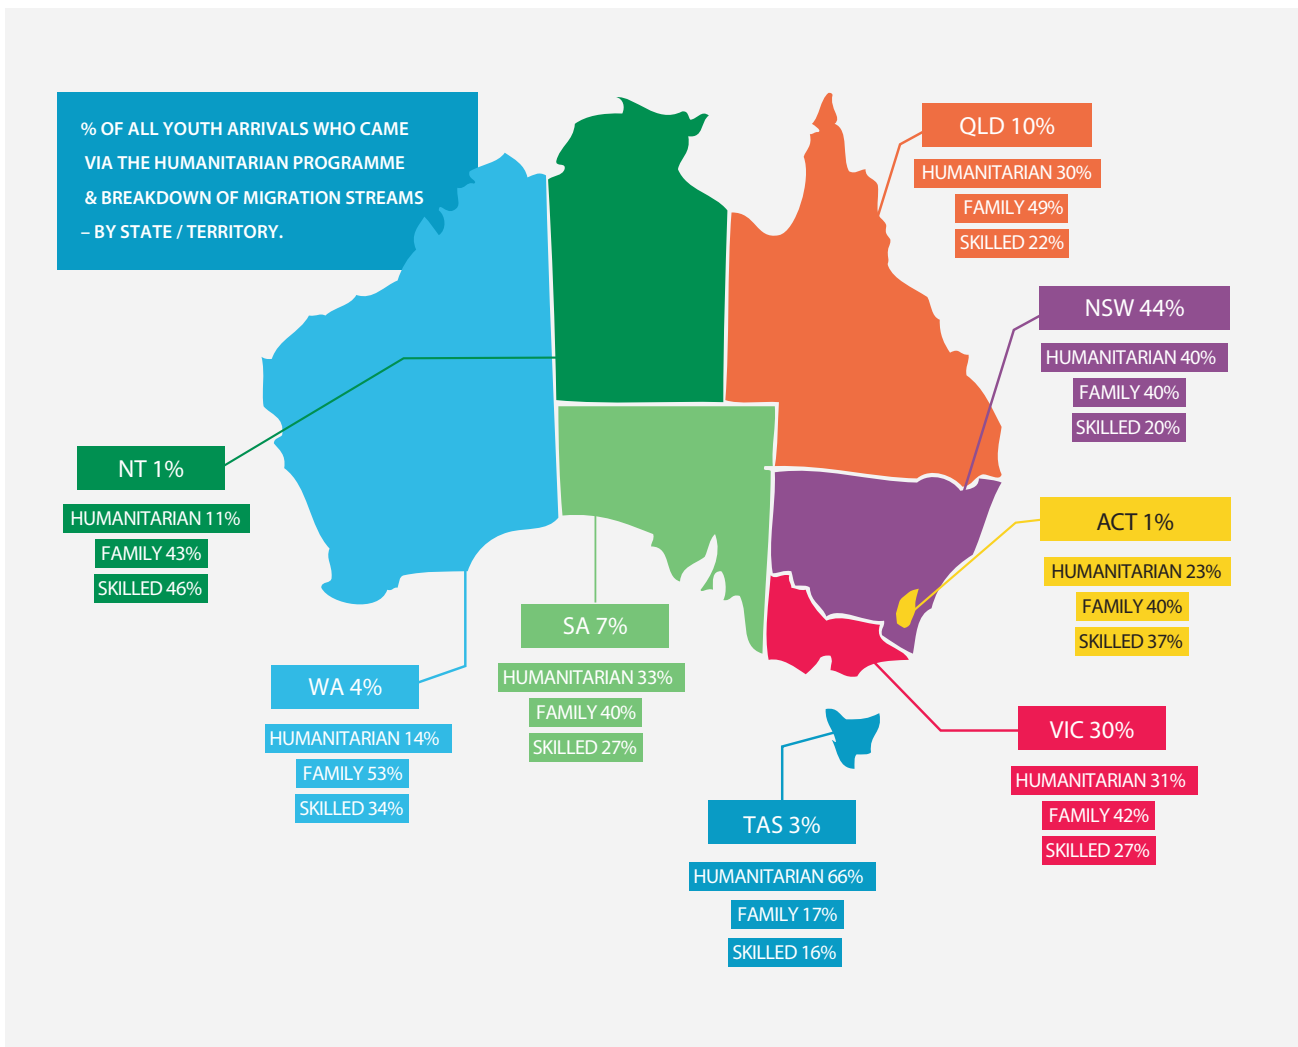 % OF ALL YOUTH ARRIVALS WHO CAME
VIA THE HUMANITARIAN PROGRAMME
& BREAKDOWN OF MIGRATION STREAMS
– BY STATE / TERRITORY.
QLD 10%
HUMANITARIAN 30%
FAMILY 49%
SKILLED 22%
NSW 44%
HUMANITARIAN 40%
FAMILY 40%
SKILLED 20%
NT 1%
HUMANITARIAN 11%
FAMILY 43%
SKILLED 46%
ACT 1%
HUMANITARIAN 23%
FAMILY 40%
SKILLED 37%
SA 7%
HUMANITARIAN 33%
FAMILY 40%
SKILLED 27%
WA 4%
HUMANITARIAN 14%
FAMILY 53%
SKILLED 34%
VIC 30%
HUMANITARIAN 31%
FAMILY 42%
SKILLED 27%
TAS 3%
HUMANITARIAN 66%
FAMILY 17%
SKILLED 16%